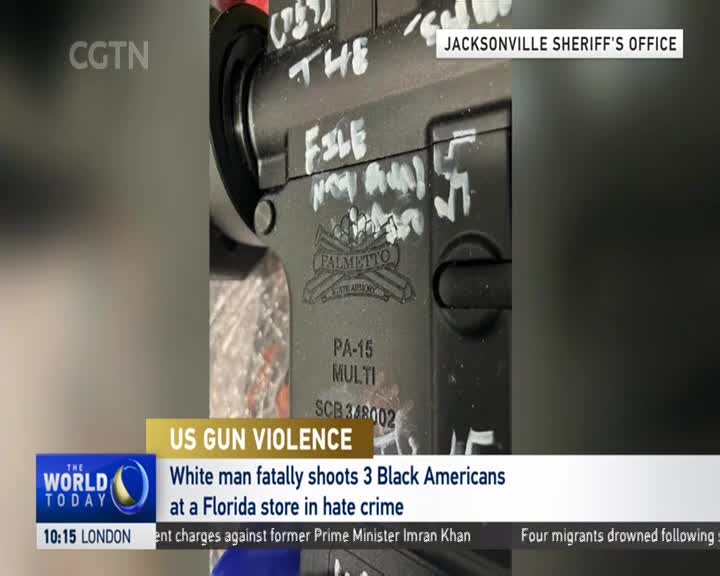 CGTN
JACKSONVILLE SHERIFF'S OFFICE
THE
FILE
PALMETTO
STATE ARMORY
PA-15
MULTI
SCB 348002
US GUN VIOLENCE
THE
WORLD
TODAY
White man fatally shoots 3 Black Americans
at a Florida store in hate crime
10:15 LONDON
ent charges against former Prime Minister Imran Khan
Four migrants drowned following